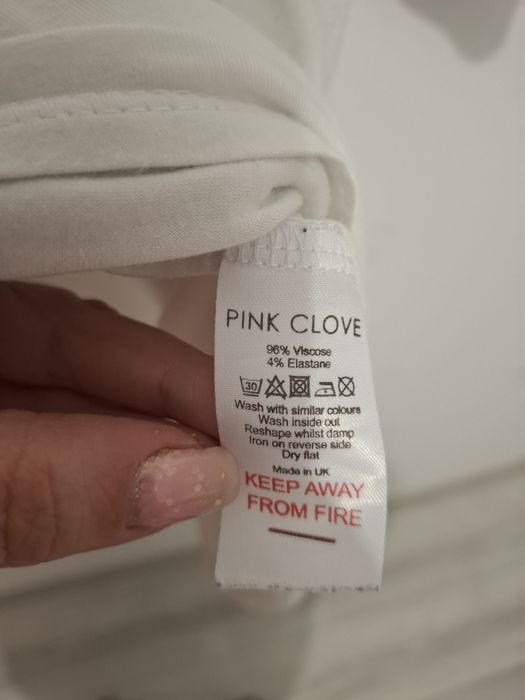 PINK CLOVE
96% Viscose
4% Elastane
30
Wash with similar colours
Wash inside out
Reshape whilst damp
Iron on reverse side
Dry flat
Made in UK
KEEP AWAY
FROM FIRE